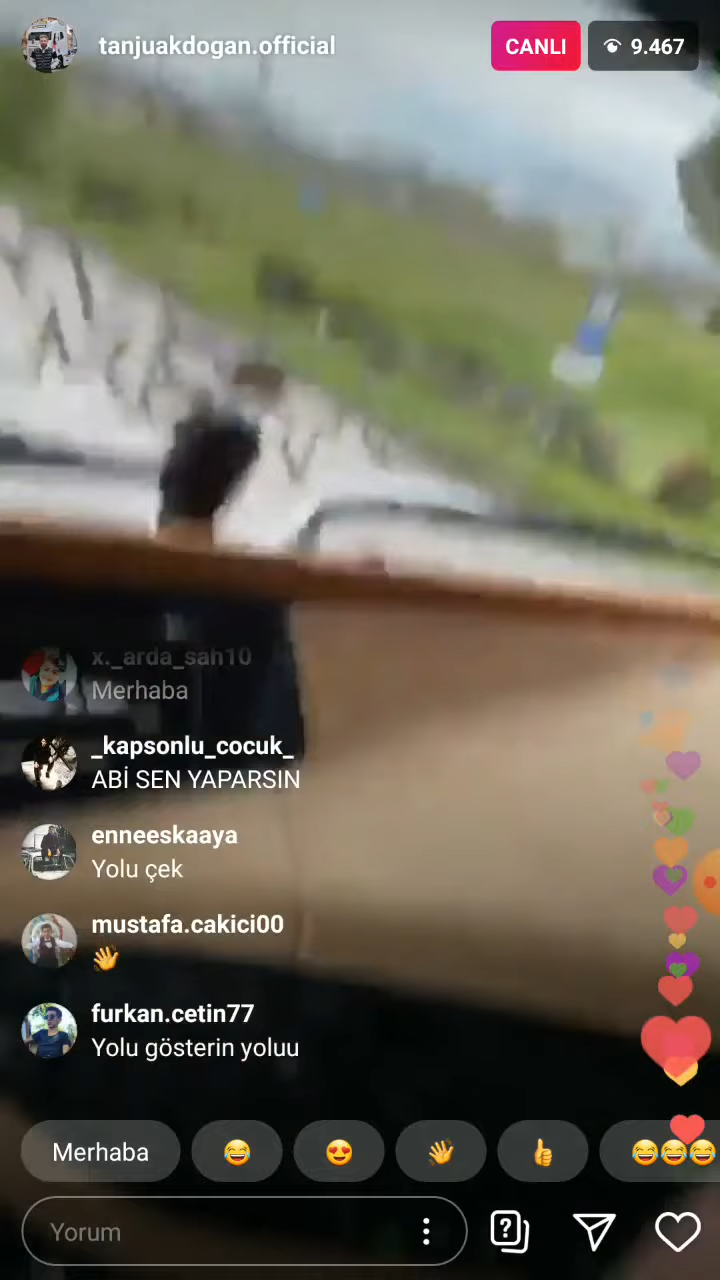 tanjuakdogan.official
CANLI
9.467
x._arda_sah10
Merhaba
_kapsonlu_cocuk_
ABİ SEN YAPARSIN
enneeskaaya
Yolu çek
mustafa.cakici00
👋
furkan.cetin77
Yolu gösterin yoluu
Merhaba 😂 😍 👋 👍 😂😂😂
Yorum